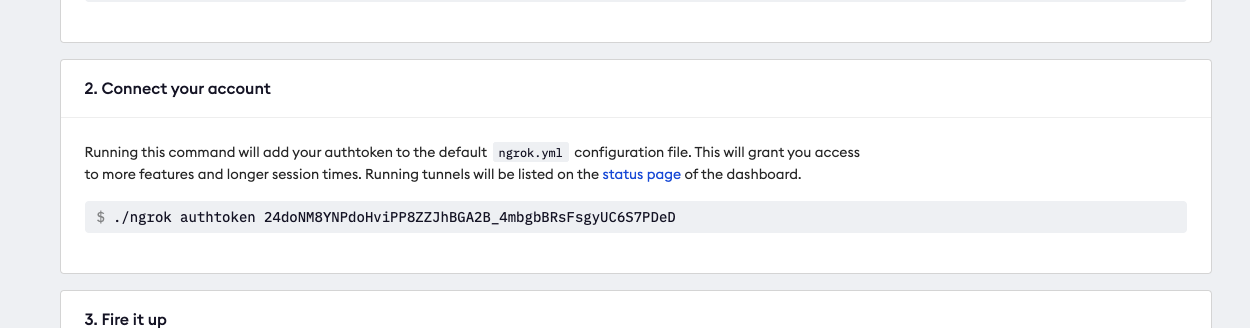 2. Connect your account
Running this command will add your authtoken to the default ngrok.yml configuration file. This will grant you access
to more features and longer session times. Running tunnels will be listed on the status page of the dashboard.
$ ./ngrok authtoken 24doNM8YNPdoHviPP8ZZJhBGA2B_4mbgbBRsFsgyUC6S7PDeD
3. Fire it up